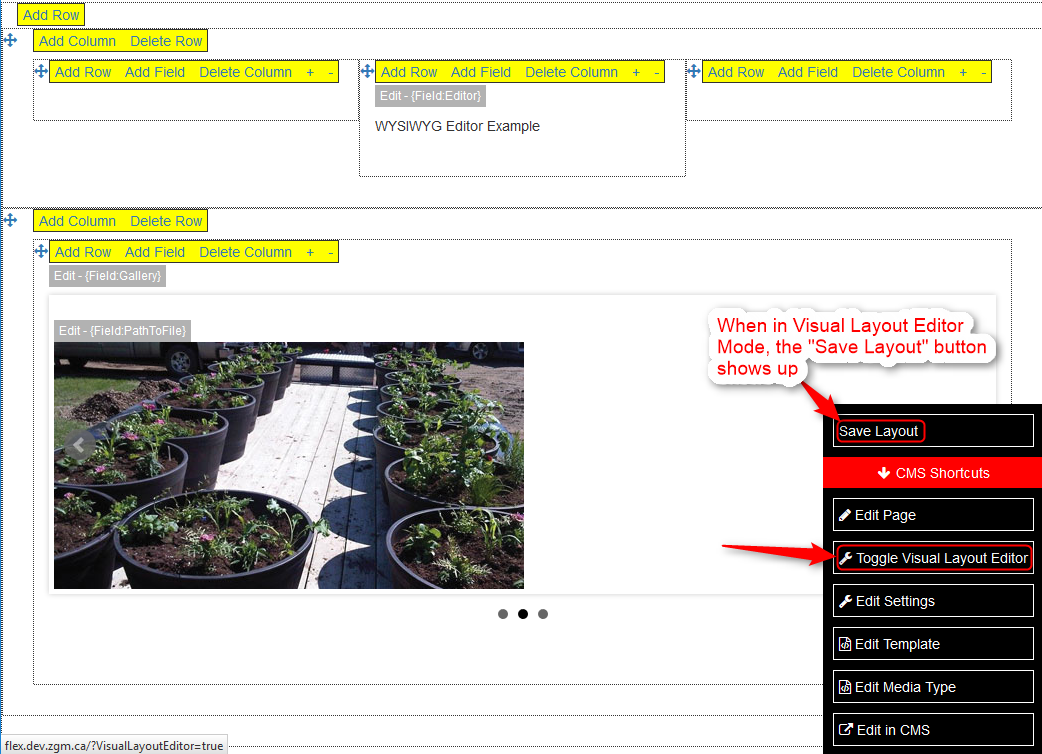 Add Row
Add Column Delete Row
Add Row Add Field Delete Column + -
Add Row Add Field Delete Column + -
Add Row Add Field Delete Column + -
Edit - {Field:Editor}
WYSIWYG Editor Example
Add Column Delete Row
Add Row Add Field Delete Column + -
Edit - {Field:Gallery}
Edit - {Field:PathToFile}
When in Visual Layout Editor
Mode, the "Save Layout" button
shows up
Save Layout
CMS Shortcuts
Edit Page
Toggle Visual Layout Editor
Edit Settings
Edit Template
Edit Media Type
Edit in CMS
flex.dev.zgm.ca/?VisualLayoutEditor=true